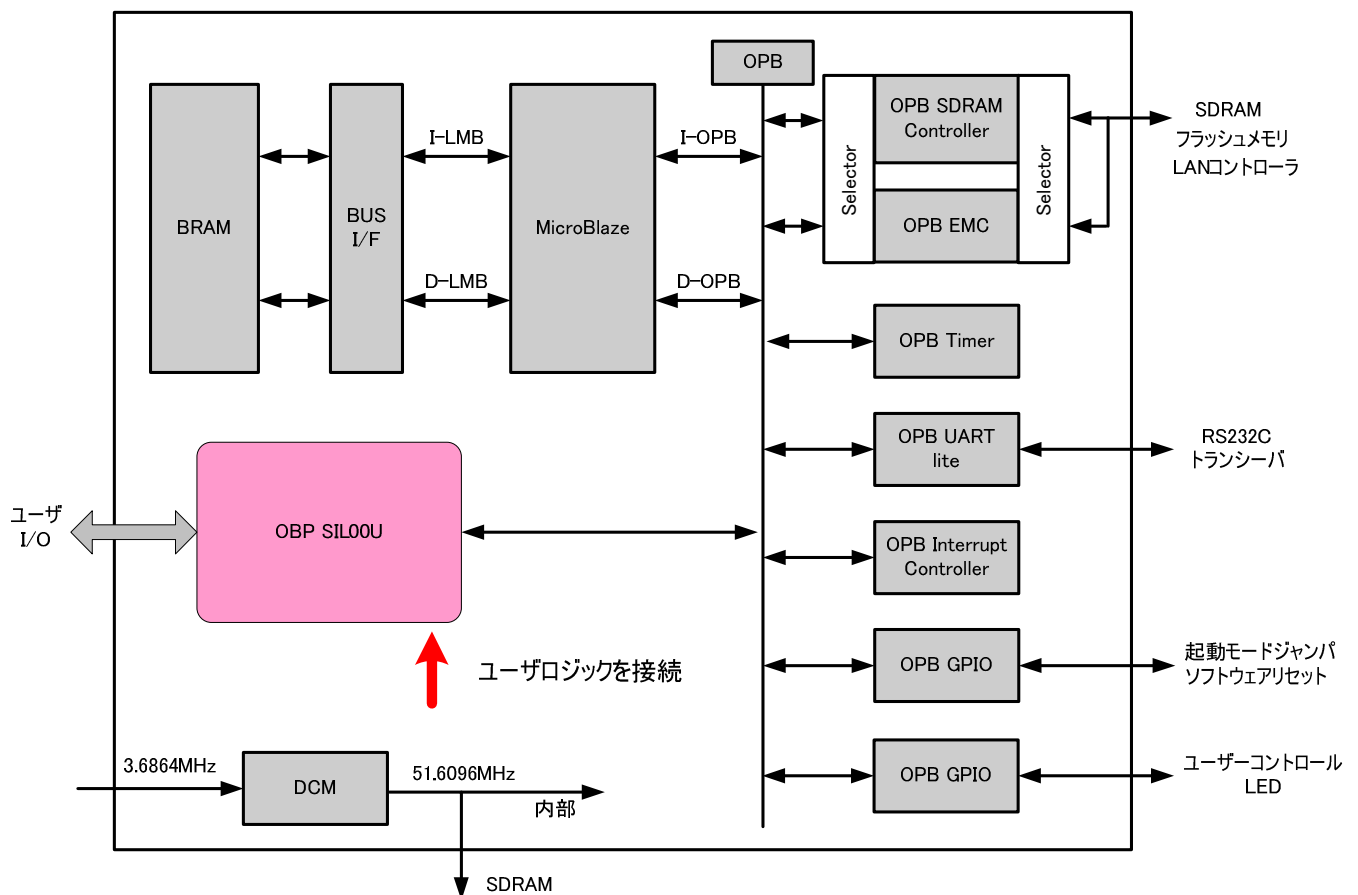 OPB
BRAM
BUS
I/F
I-LMB
D-LMB
MicroBlaze
I-OPB
D-OPB
Selector
OPB SDRAM
Controller
OPB EMC
Selector
SDRAM
フラッシュメモリ
LANコントローラ
OPB Timer
OPB UART
lite
RS232C
トランシーバ
ユーザ
I/O
OBP SIL00U
OPB Interrupt
Controller
ユーザロジックを接続
OPB GPIO
起動モードジャンパ
ソフトウェアリセット
3.6864MHz
DCM
51.6096MHz
内部
SDRAM
OPB GPIO
ユーザーコントロール
LED